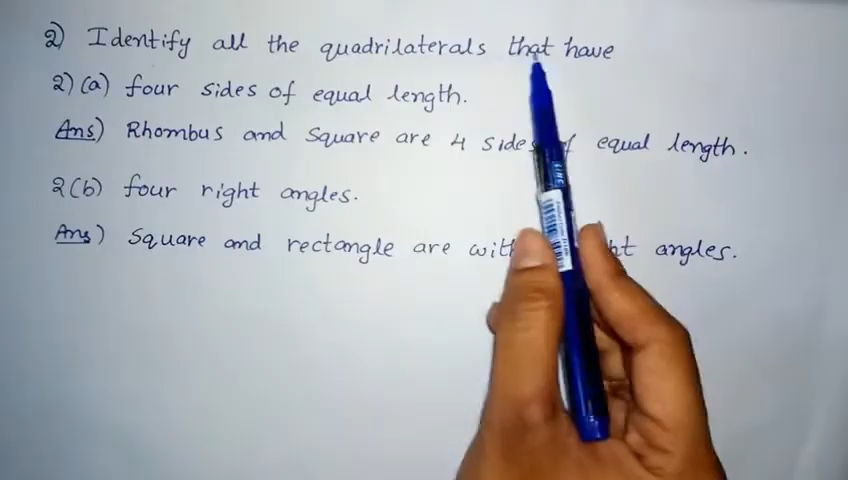 2) Identify all the quadrilaterals that have
2)(a) four sides of equal length.
Ans) Rhombus and square are 4 sides equal length.
2(b) four right angles.
Ans) square and rectangle are angles.